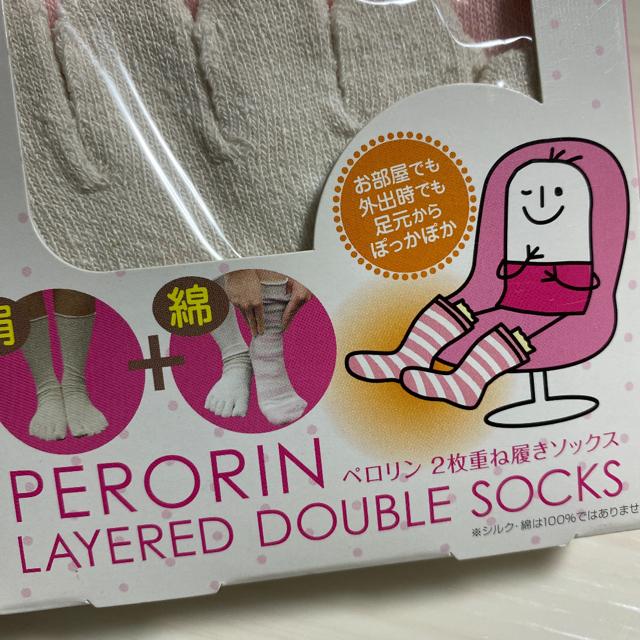 お部屋でも
外出時でも
足元から
ぽっかぽか
絹
綿
+
PERORIN
ペロリン 2枚重ね履きソックス
LAYERED DOUBLE SOCKS
※シルク・綿は100%ではありませ